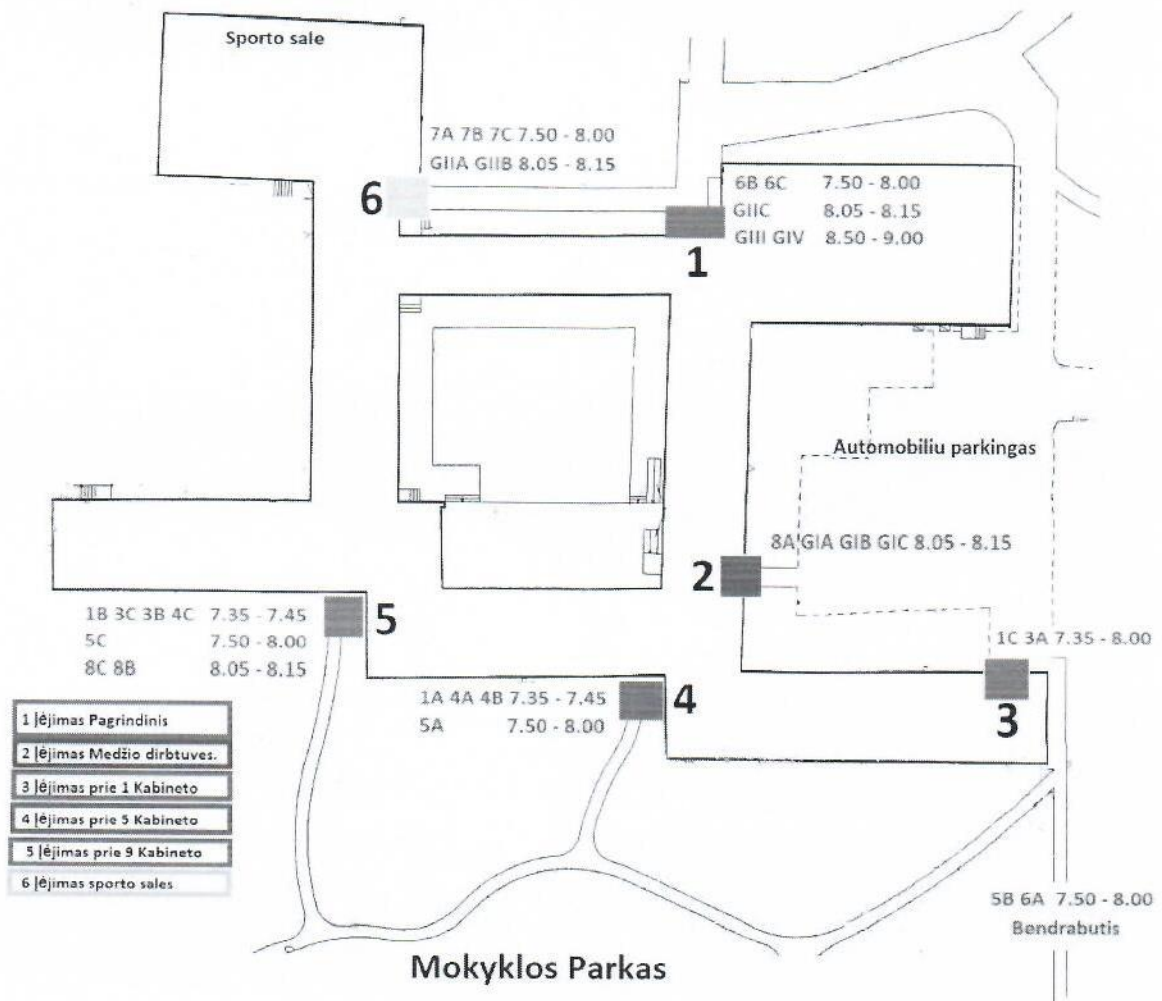 Sporto sale
7A 7B 7C 7.50 - 8.00
GIIA GIIB 8.05 - 8.15
6
6B 6C 7.50 - 8.00
GIIC 8.05 - 8.15
GIII GIV 8.50 - 9.00
1
Automobiliu parkingas
8A GIA GIB GIC 8.05 - 8.15
2
1B 3C 3B 4C 7.35 - 7.45
5C 7.50 - 8.00
8C 8B 8.05 - 8.15
5
1C 3A 7.35 - 8.00
3
1A 4A 4B 7.35 - 7.45
5A 7.50 - 8.00
4
1 Įėjimas Pagrindinis
2 Įėjimas Medžio dirbtuves.
3 Įėjimas prie 1 Kabineto
4 Įėjimas prie 5 Kabineto
5 Įėjimas prie 9 Kabineto
6 Įėjimas sporto sales
5B 6A 7.50 - 8.00
Bendrabutis
Mokyklos Parkas